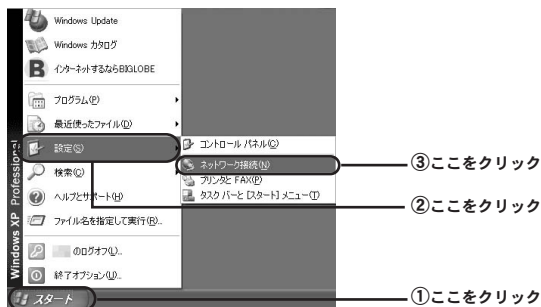 Windows Update
Windows カタログ
インターネットするならBIGLOBE
プログラム(P)
最近使ったファイル(D)
設定(S)
検索(C)
ヘルプとサポート(H)
ファイル名を指定して実行(R)...
のログオフ(L)...
終了オプション(U)...
Windows XP Professional
スタート
コントロール パネル(C)
ネットワーク接続(N)
プリンタと FAX(P)
タスク バーと [スタート] メニュー(T)
③ここをクリック
②ここをクリック
①ここをクリック